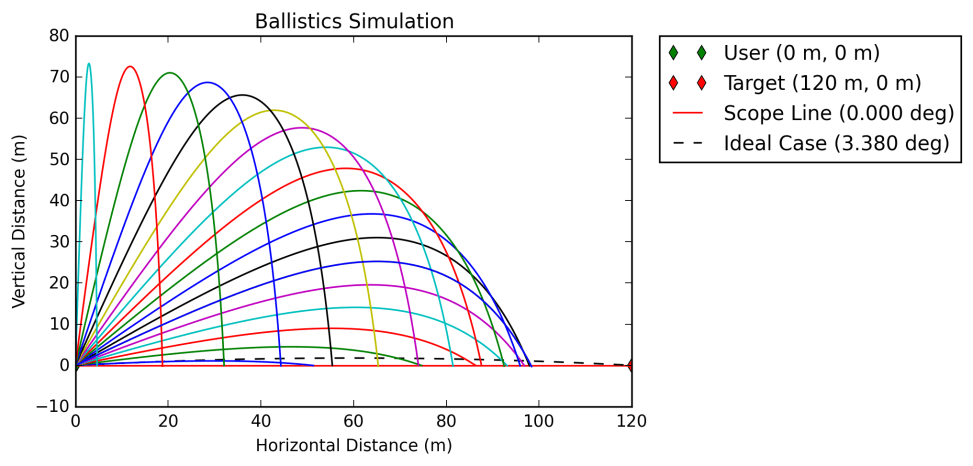 Ballistics Simulation
80
70
60
50
40
30
20
10
0
−10
Vertical Distance (m)
0 20 40 60 80 100 120
Horizontal Distance (m)
User (0 m, 0 m)
Target (120 m, 0 m)
Scope Line (0.000 deg)
Ideal Case (3.380 deg)